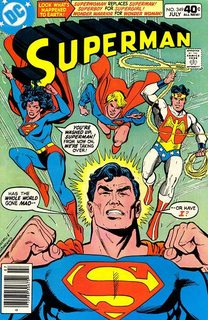 LOOK WHAT'S
HAPPENED
TO EARTH!
SUPERWOMAN REPLACES SUPERMAN!
SUPERBOY FOR SUPERGIRL!
WONDER WARRIOR FOR WONDER WOMAN!
DC
NO. 349
JULY
40¢
ALL NEW!
SUPERMAN
YOU'RE
WASHED UP,
SUPERMAN!
FROM NOW ON,
WE'RE TAKING
OVER!
HAS THE
WHOLE WORLD
GONE MAD--
--OR HAVE
I?